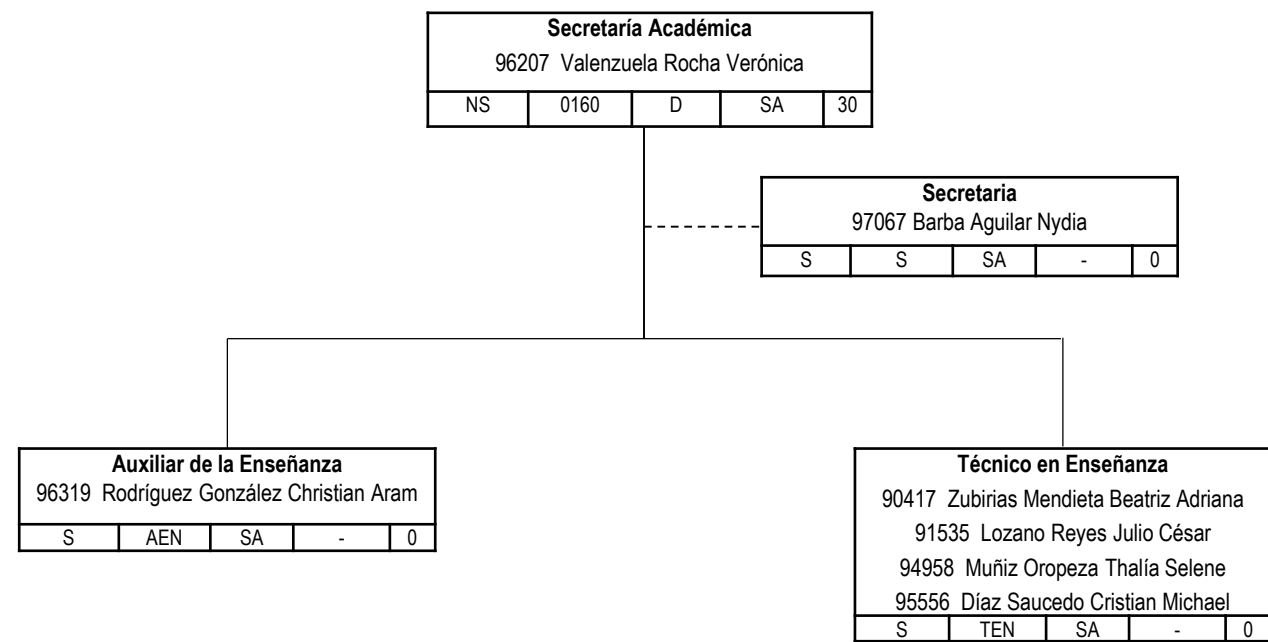 Secretaría Académica
96207 Valenzuela Rocha Verónica
NS 0160 D SA 30
Secretaria
97067 Barba Aguilar Nydia
S S SA - 0
Auxiliar de la Enseñanza
96319 Rodríguez González Christian Aram
S AEN SA - 0
Técnico en Enseñanza
90417 Zubirias Mendieta Beatriz Adriana
91535 Lozano Reyes Julio César
94958 Muñiz Oropeza Thalía Selene
95556 Díaz Saucedo Cristian Michael
S TEN SA - 0